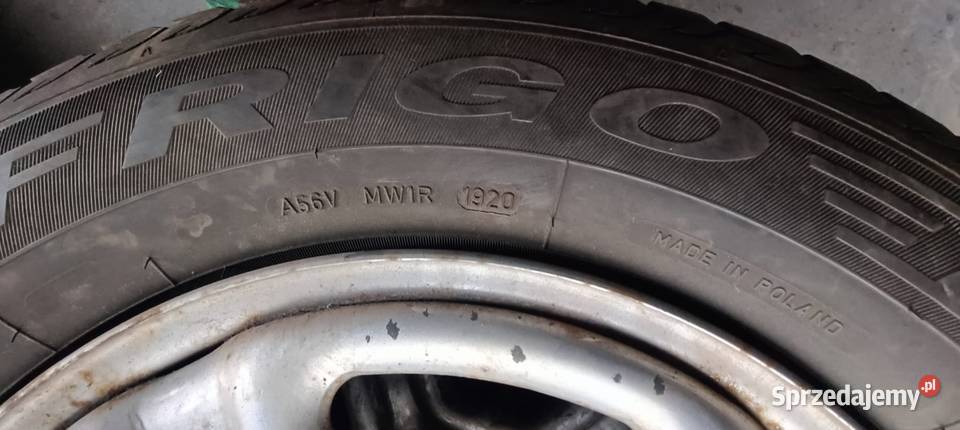 FRIGO
A56V MW1R 1920
MADE IN POLAND
Sprzedajemy.pl